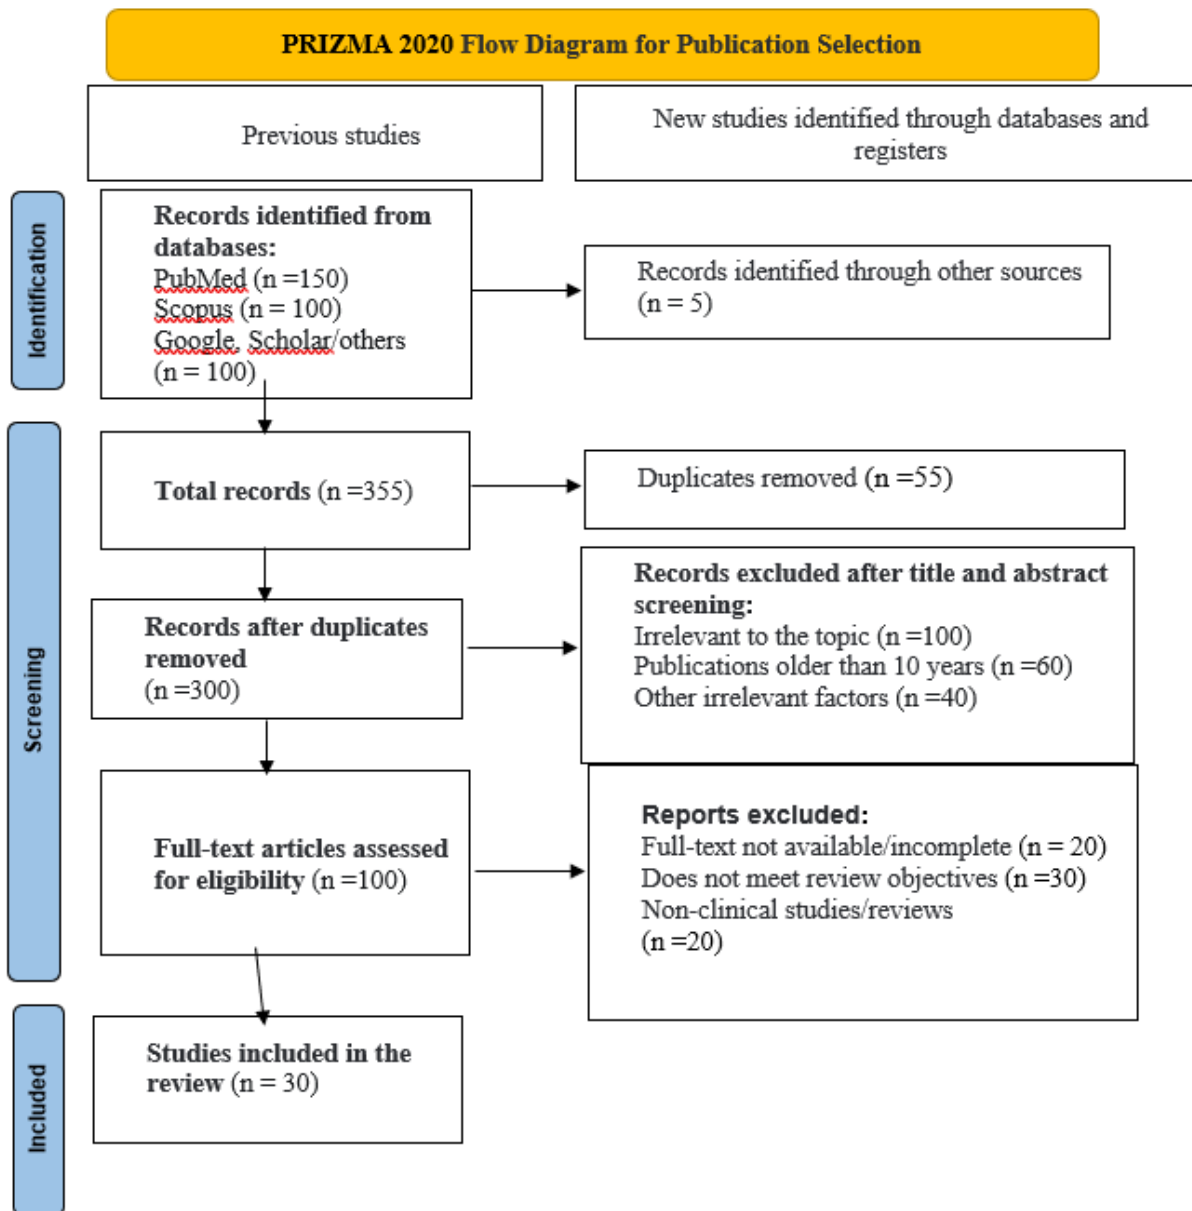 PRIZMA 2020 Flow Diagram for Publication Selection
Previous studies
New studies identified through databases and
registers
Identification
Records identified from
databases:
PubMed (n =150)
Scopus (n = 100)
Google, Scholar/others
(n = 100)
Records identified through other sources
(n = 5)
Screening
Total records (n =355)
Duplicates removed (n =55)
Records after duplicates
removed
(n =300)
Records excluded after title and abstract
screening:
Irrelevant to the topic (n =100)
Publications older than 10 years (n =60)
Other irrelevant factors (n =40)
Full-text articles assessed
for eligibility (n =100)
Reports excluded:
Full-text not available/incomplete (n = 20)
Does not meet review objectives (n =30)
Non-clinical studies/reviews
(n =20)
Included
Studies included in the
review (n = 30)